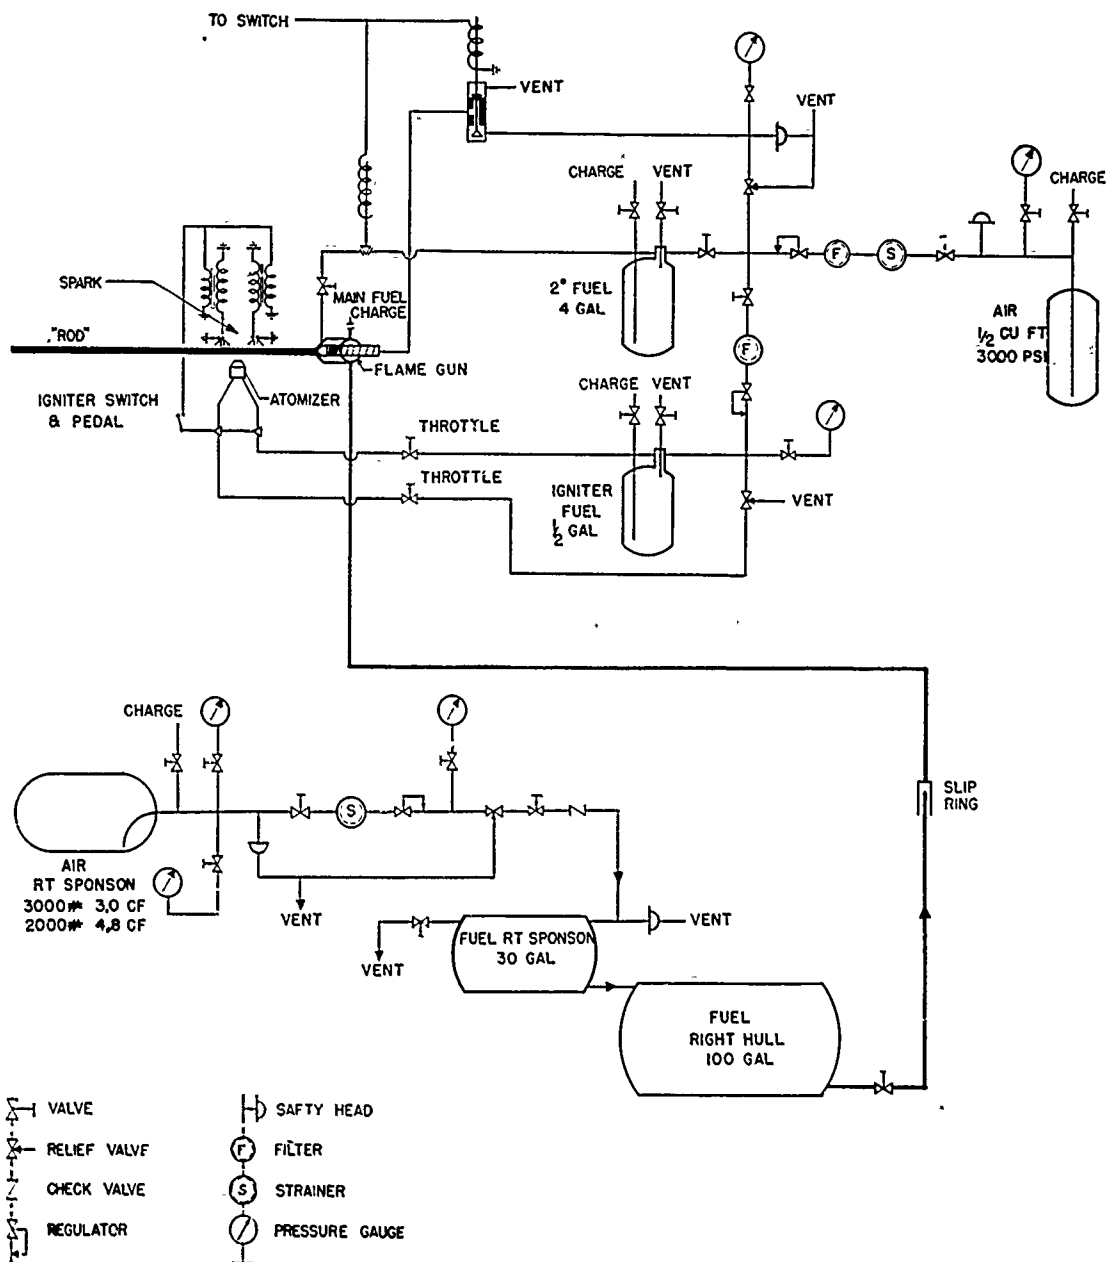 TO SWITCH
VENT
VENT
CHARGE VENT
CHARGE
SPARK
"ROD"
MAIN FUEL
CHARGE
FLAME GUN
2° FUEL
4 GAL
F
S
AIR
1/2 CU FT
3000 PSI
F
IGNITER SWITCH
& PEDAL
ATOMIZER
CHARGE VENT
THROTTLE
THROTTLE
IGNITER
FUEL
1/2 GAL
VENT
CHARGE
S
SLIP
RING
AIR
RT SPONSON
3000# 3.0 CF
2000# 4.8 CF
VENT
VENT
FUEL RT SPONSON
30 GAL
VENT
FUEL
RIGHT HULL
100 GAL
VALVE
RELIEF VALVE
CHECK VALVE
REGULATOR
SAFTY HEAD
F FILTER
S STRAINER
PRESSURE GAUGE